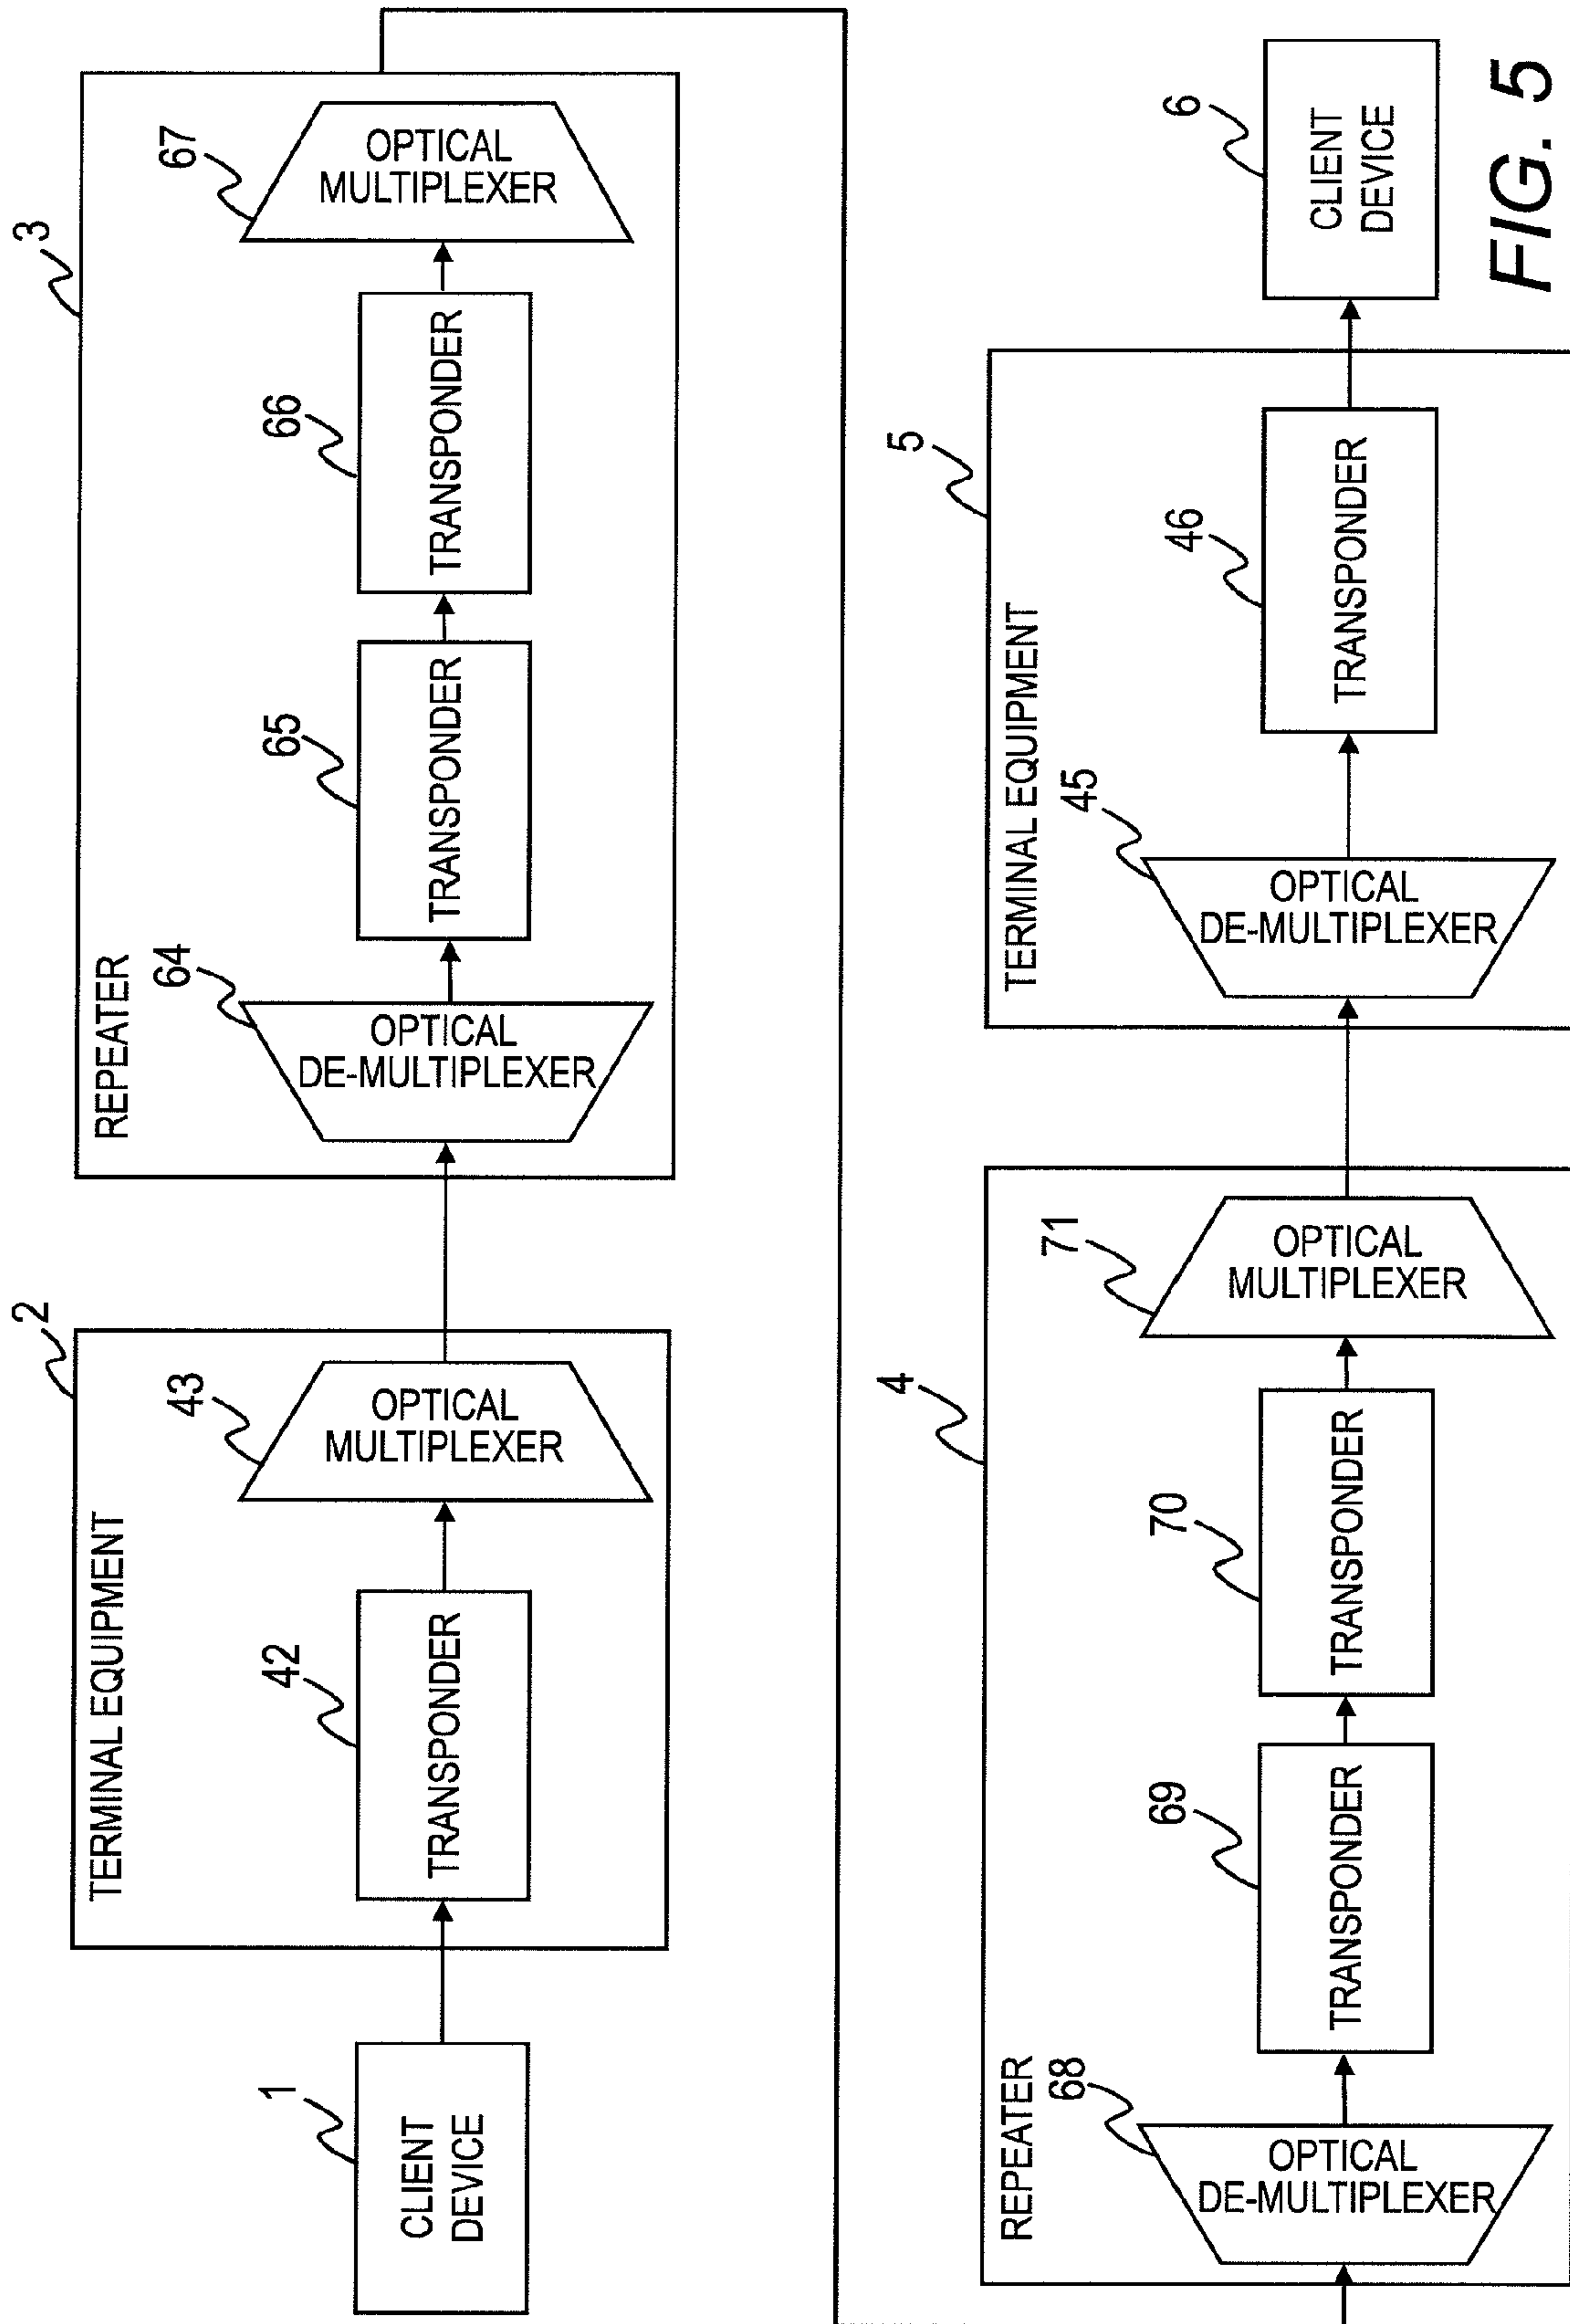 1
CLIENT
DEVICE
2
TERMINAL EQUIPMENT
42
TRANSPONDER
43
OPTICAL
MULTIPLEXER
3
REPEATER
64
OPTICAL
DE-MULTIPLEXER
65
TRANSPONDER
66
TRANSPONDER
67
OPTICAL
MULTIPLEXER
4
REPEATER
68
OPTICAL
DE-MULTIPLEXER
69
TRANSPONDER
70
TRANSPONDER
71
OPTICAL
MULTIPLEXER
5
TERMINAL EQUIPMENT
45
OPTICAL
DE-MULTIPLEXER
46
TRANSPONDER
6
CLIENT
DEVICE
FIG. 5